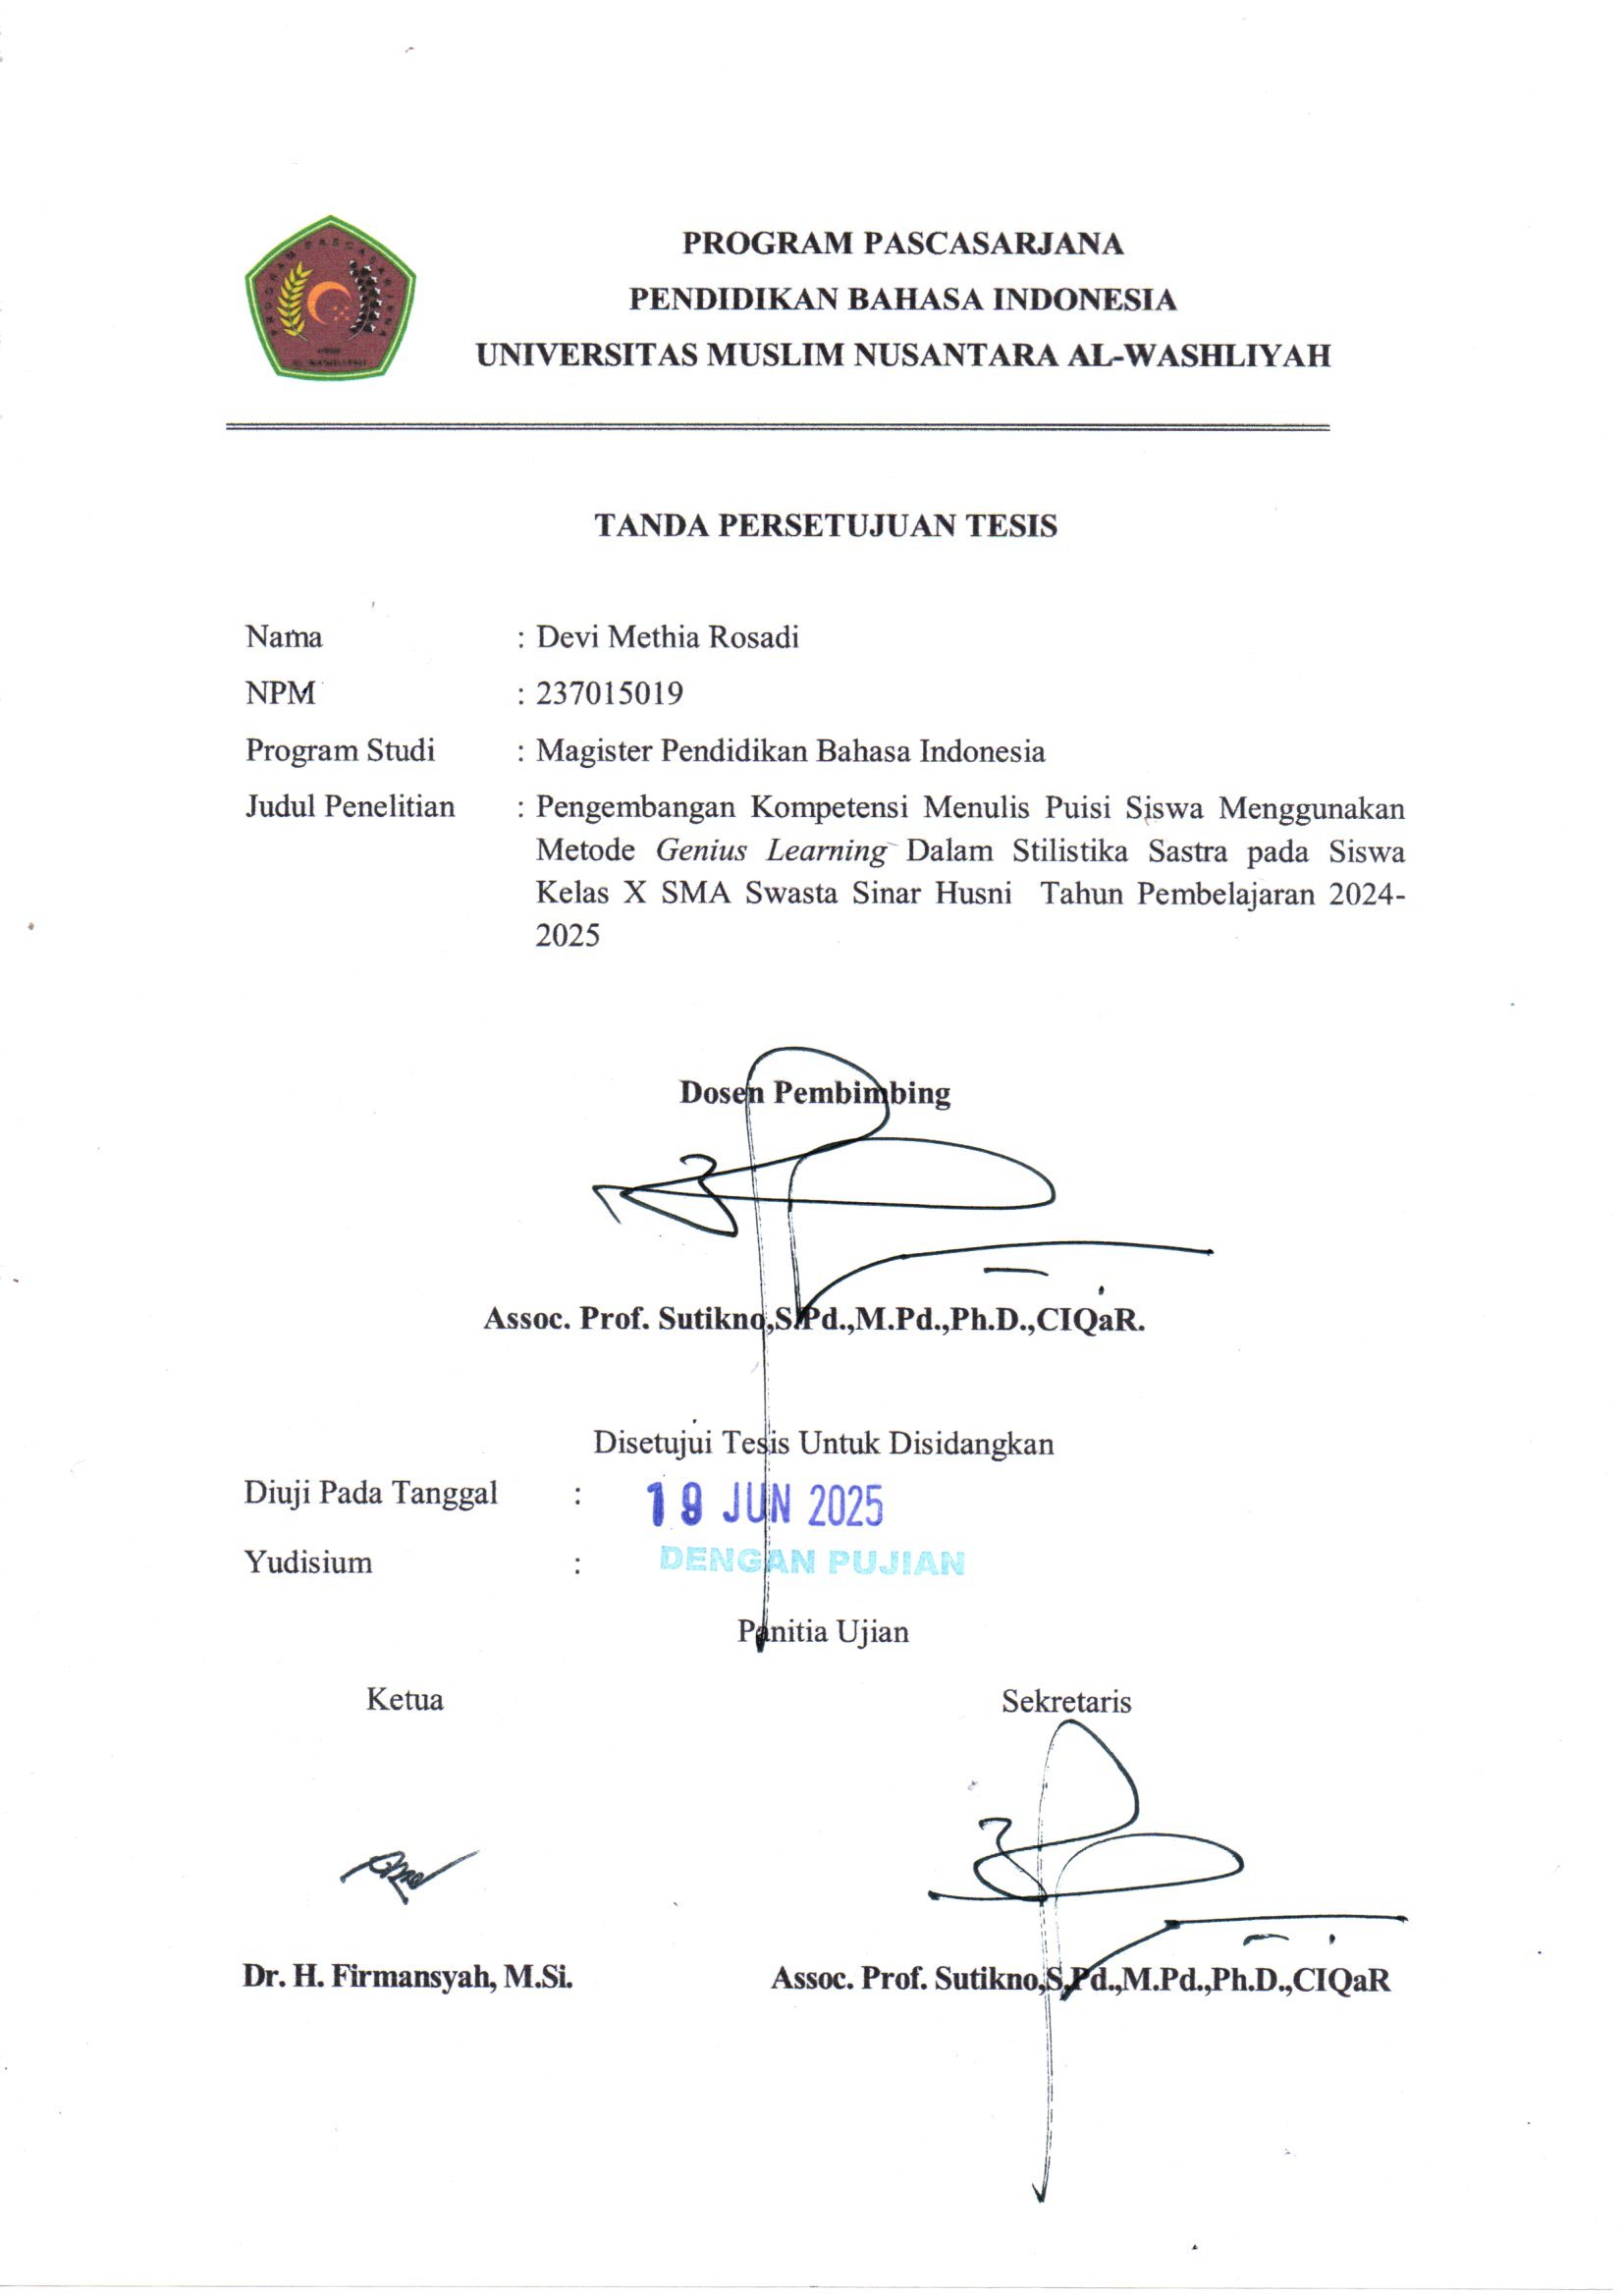 PROGRAM PASCASARJANA
PROGRAM PASCASARJANA
PENDIDIKAN BAHASA INDONESIA
UNIVERSITAS MUSLIM NUSANTARA AL-WASHLIYAH
TANDA PERSETUJUAN TESIS
Nama : Devi Methia Rosadi
NPM : 237015019
Program Studi : Magister Pendidikan Bahasa Indonesia
Judul Penelitian : Pengembangan Kompetensi Menulis Puisi Siswa Menggunakan
Metode Genius Learning Dalam Stilistika Sastra pada Siswa
Kelas X SMA Swasta Sinar Husni Tahun Pembelajaran 2024-
2025
Dosen Pembimbing
Assoc. Prof. Sutikno,S.Pd.,M.Pd.,Ph.D.,CIQaR.
Disetujui Tesis Untuk Disidangkan
Diuji Pada Tanggal : 19 JUN 2025
Yudisium : DENGAN PUJIAN
Panitia Ujian
Ketua Sekretaris
Dr. H. Firmansyah, M.Si. Assoc. Prof. Sutikno,S.Pd.,M.Pd.,Ph.D.,CIQaR